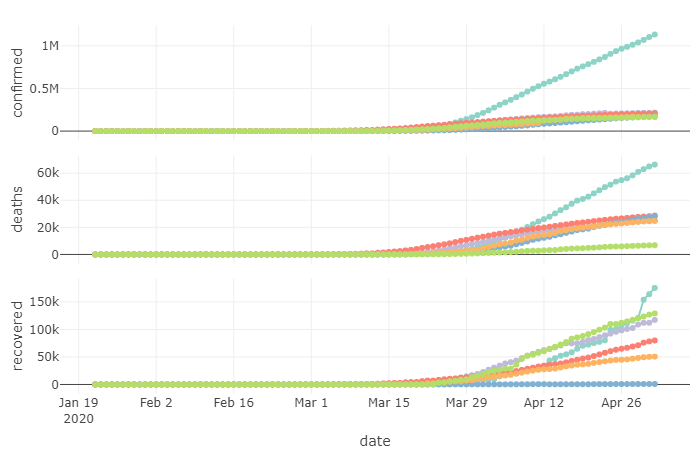 confirmed
1M
0.5M
0
deaths
60k
40k
20k
0
recovered
150k
100k
50k
0
Jan 19 Feb 2 Feb 16 Mar 1 Mar 15 Mar 29 Apr 12 Apr 26
2020
date